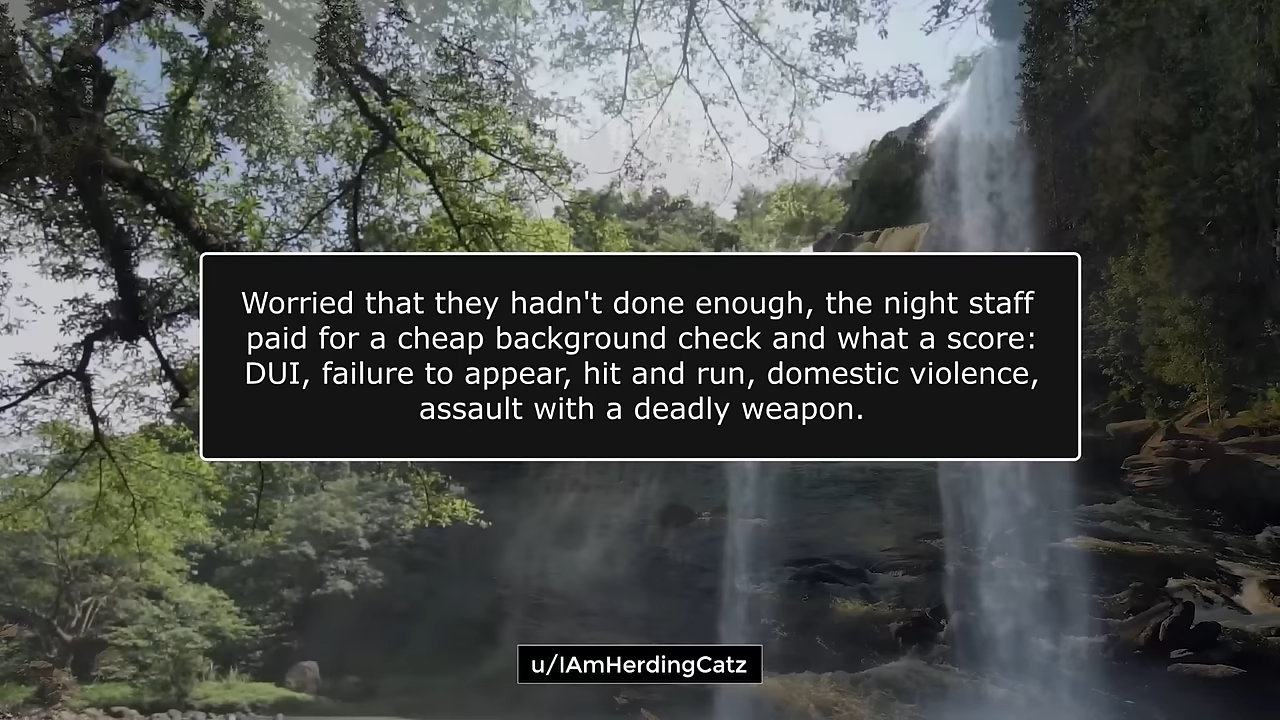 Worried that they hadn't done enough, the night staff
paid for a cheap background check and what a score:
DUI, failure to appear, hit and run, domestic violence,
assault with a deadly weapon.
u/IAmHerdingCatz